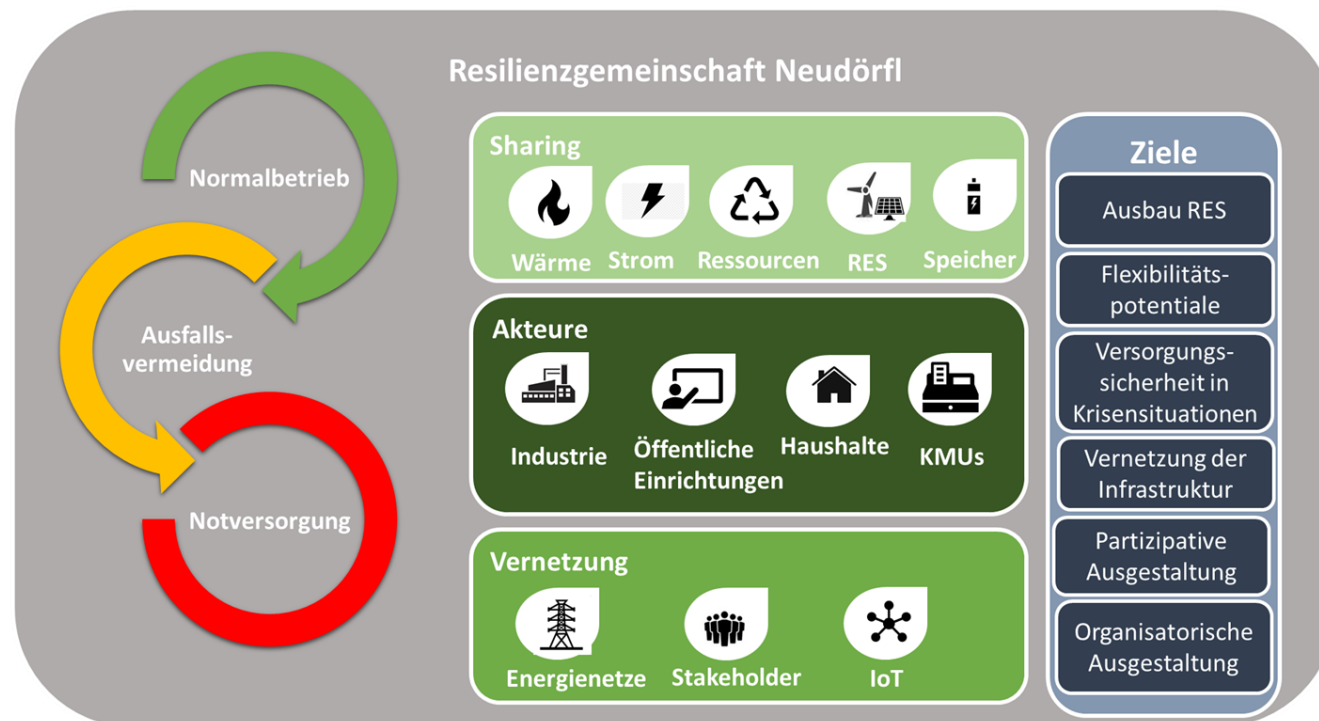 Resilienzgemeinschaft Neudörfl
Normalbetrieb
Ausfalls-
vermeidung
Notversorgung
Sharing
Wärme
Strom
Ressourcen
RES
Speicher
Akteure
Industrie
Öffentliche
Einrichtungen
Haushalte
KMUs
Vernetzung
Energienetze
Stakeholder
IoT
Ziele
Ausbau RES
Flexibilitäts-
potentiale
Versorgungs-
sicherheit in
Krisensituationen
Vernetzung der
Infrastruktur
Partizipative
Ausgestaltung
Organisatorische
Ausgestaltung